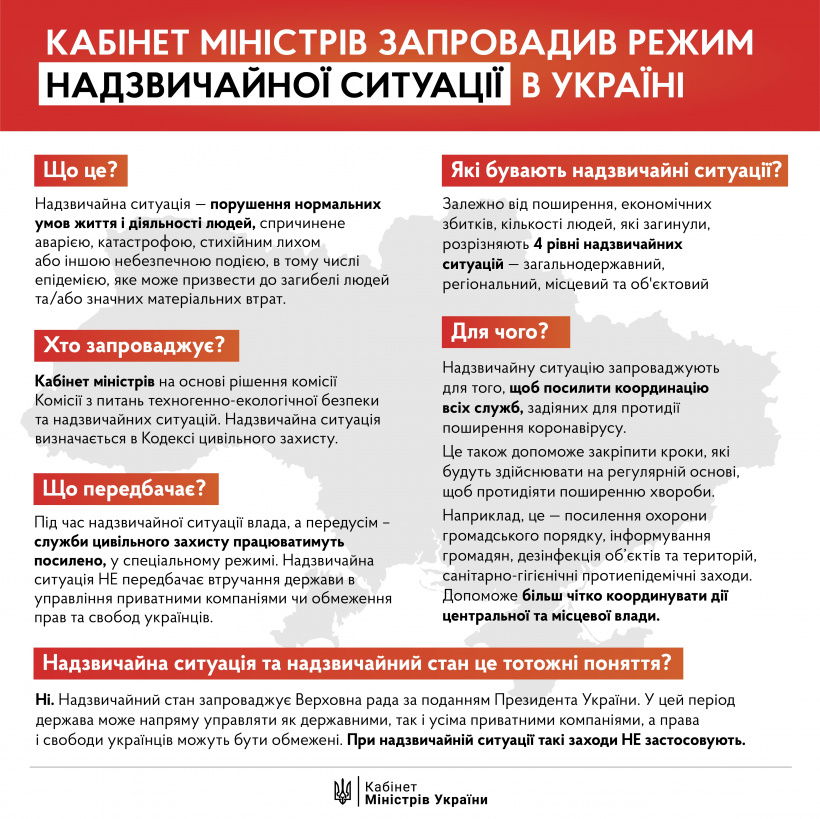 КАБІНЕТ МІНІСТРІВ ЗАПРОВАДИВ РЕЖИМ
НАДЗВИЧАЙНОЇ СИТУАЦІЇ В УКРАЇНІ
Що це?
Надзвичайна ситуація — порушення нормальних
умов життя і діяльності людей, спричинене
аварією, катастрофою, стихійним лихом
або іншою небезпечною подією, в тому числі
епідемією, яке може призвести до загибелі людей
та/або значних матеріальних втрат.
Хто запроваджує?
Кабінет міністрів на основі рішення комісії
Комісії з питань техногенно-екологічної безпеки
та надзвичайних ситуацій. Надзвичайна ситуація
визначається в Кодексі цивільного захисту.
Що передбачає?
Під час надзвичайної ситуації влада, а передусім –
служби цивільного захисту працюватимуть
посилено, у спеціальному режимі. Надзвичайна
ситуація НЕ передбачає втручання держави в
управління приватними компаніями чи обмеження
прав та свобод українців.
Які бувають надзвичайні ситуації?
Залежно від поширення, економічних
збитків, кількості людей, які загинули,
розрізняють 4 рівні надзвичайних
ситуацій — загальнодержавний,
регіональний, місцевий та об'єктовий
Для чого?
Надзвичайну ситуацію запроваджують
для того, щоб посилити координацію
всіх служб, задіяних для протидії
поширення коронавірусу.
Це також допоможе закріпити кроки, які
будуть здійснювати на регулярній основі,
щоб протидіяти поширенню хвороби.
Наприклад, це — посилення охорони
громадського порядку, інформування
громадян, дезінфекція об’єктів та територій,
санітарно-гігієнічні протиепідемічні заходи.
Допоможе більш чітко координувати дії
центральної та місцевої влади.
Надзвичайна ситуація та надзвичайний стан це тотожні поняття?
Ні. Надзвичайний стан запроваджує Верховна рада за поданням Президента України. У цей період
держава може напряму управляти як державними, так і усіма приватними компаніями, а права
і свободи українців можуть бути обмежені. При надзвичайній ситуації такі заходи НЕ застосовують.
Кабінет
Міністрів України